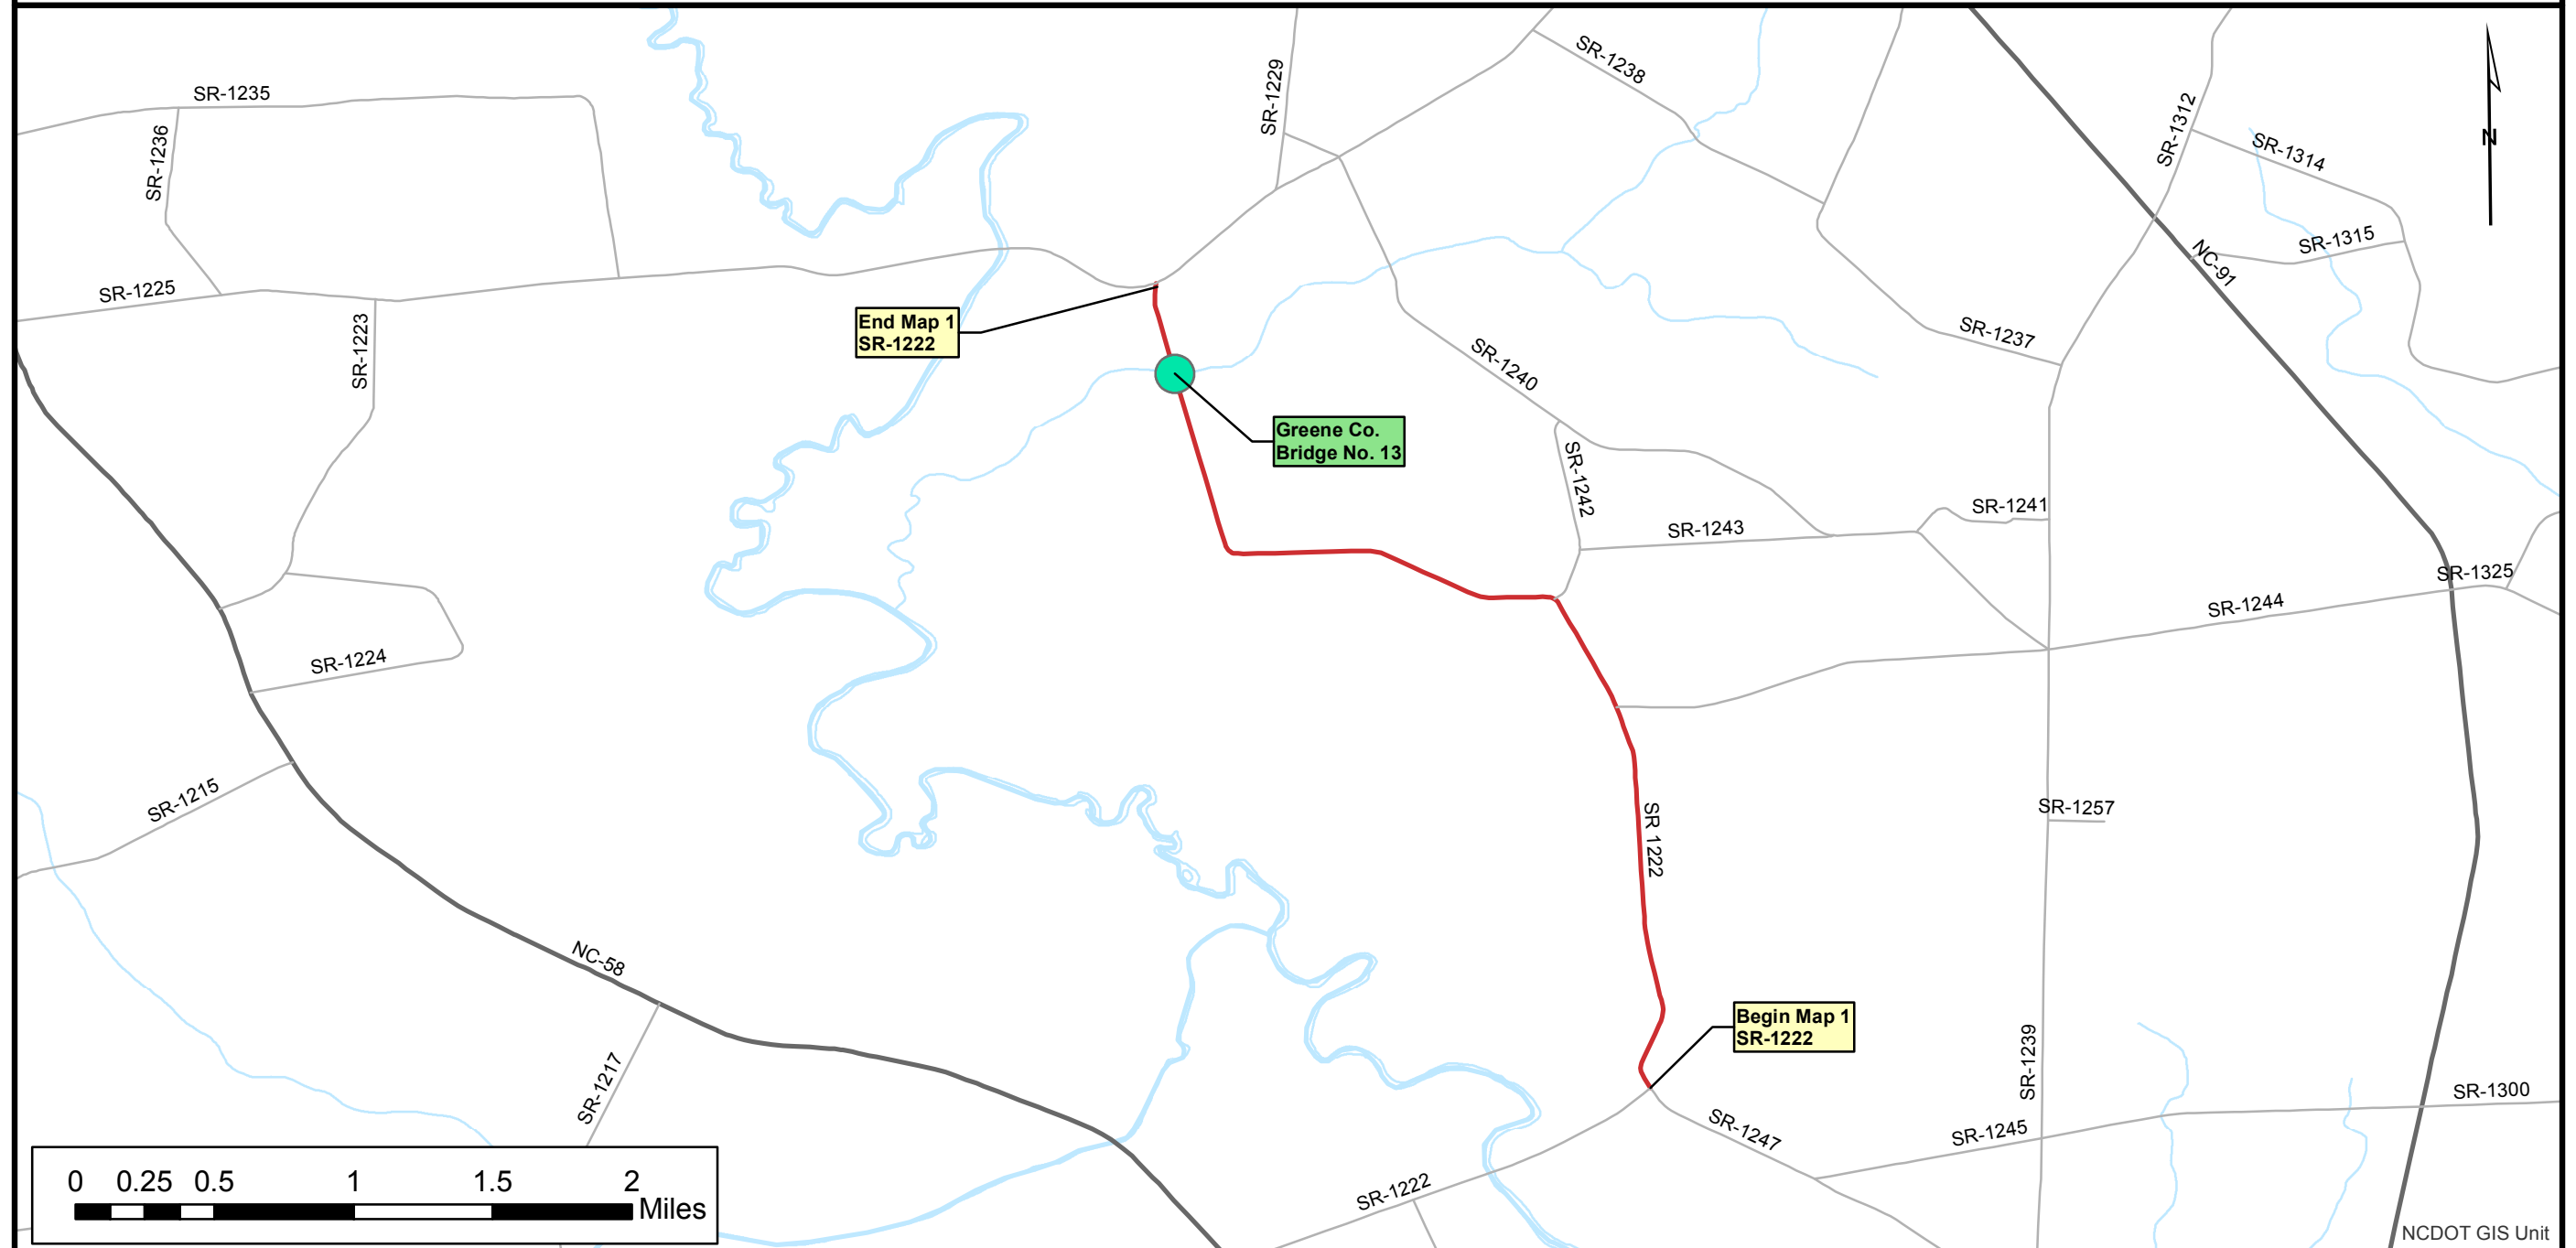 SR-1235
SR-1236
SR-1225
SR-1223
SR-1229
SR-1238
SR-1312
SR-1314
SR-1315
NC-91
N
End Map 1
SR-1222
Greene Co.
Bridge No. 13
SR-1240
SR-1237
SR-1242
SR-1243
SR-1241
SR-1325
SR-1244
SR-1224
SR-1215
SR 1222
SR-1257
NC-58
SR-1217
Begin Map 1
SR-1222
SR-1239
SR-1247
SR-1245
SR-1300
SR-1222
0 0.25 0.5 1 1.5 2
Miles
NCDOT GIS Unit